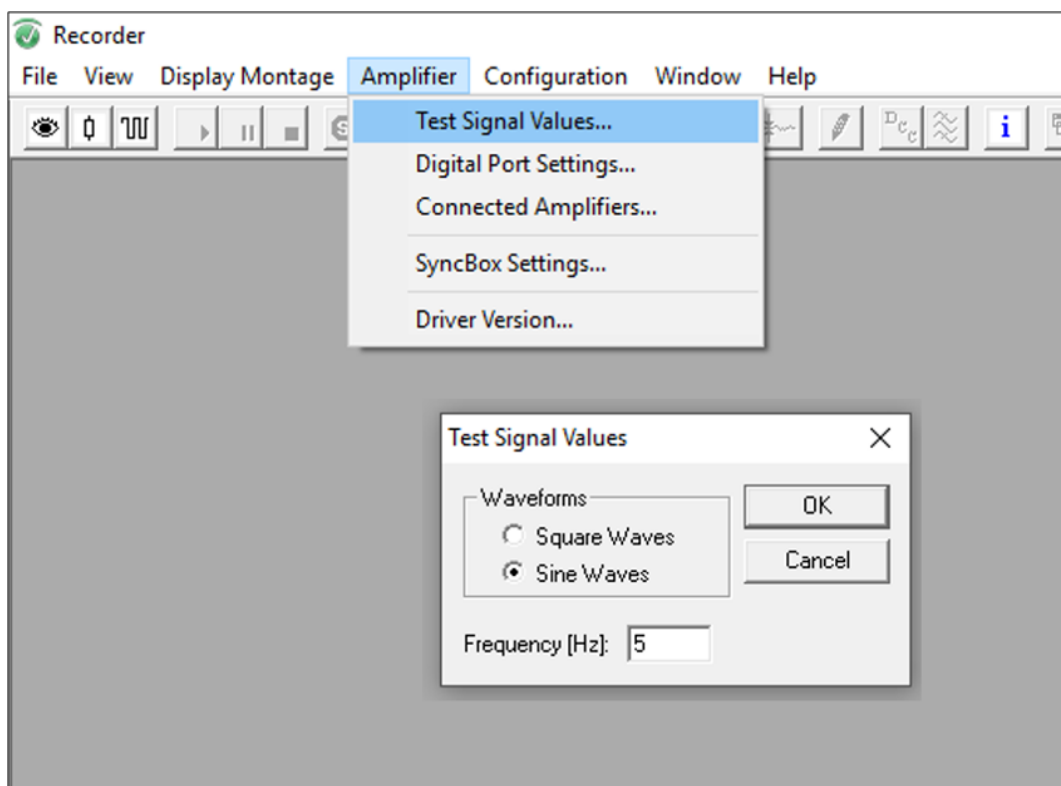 Recorder
File View Display Montage Amplifier Configuration Window Help
Test Signal Values...
Digital Port Settings...
Connected Amplifiers...
SyncBox Settings...
Driver Version...
Test Signal Values
Waveforms
Square Waves
Sine Waves
OK
Cancel
Frequency [Hz]: 5